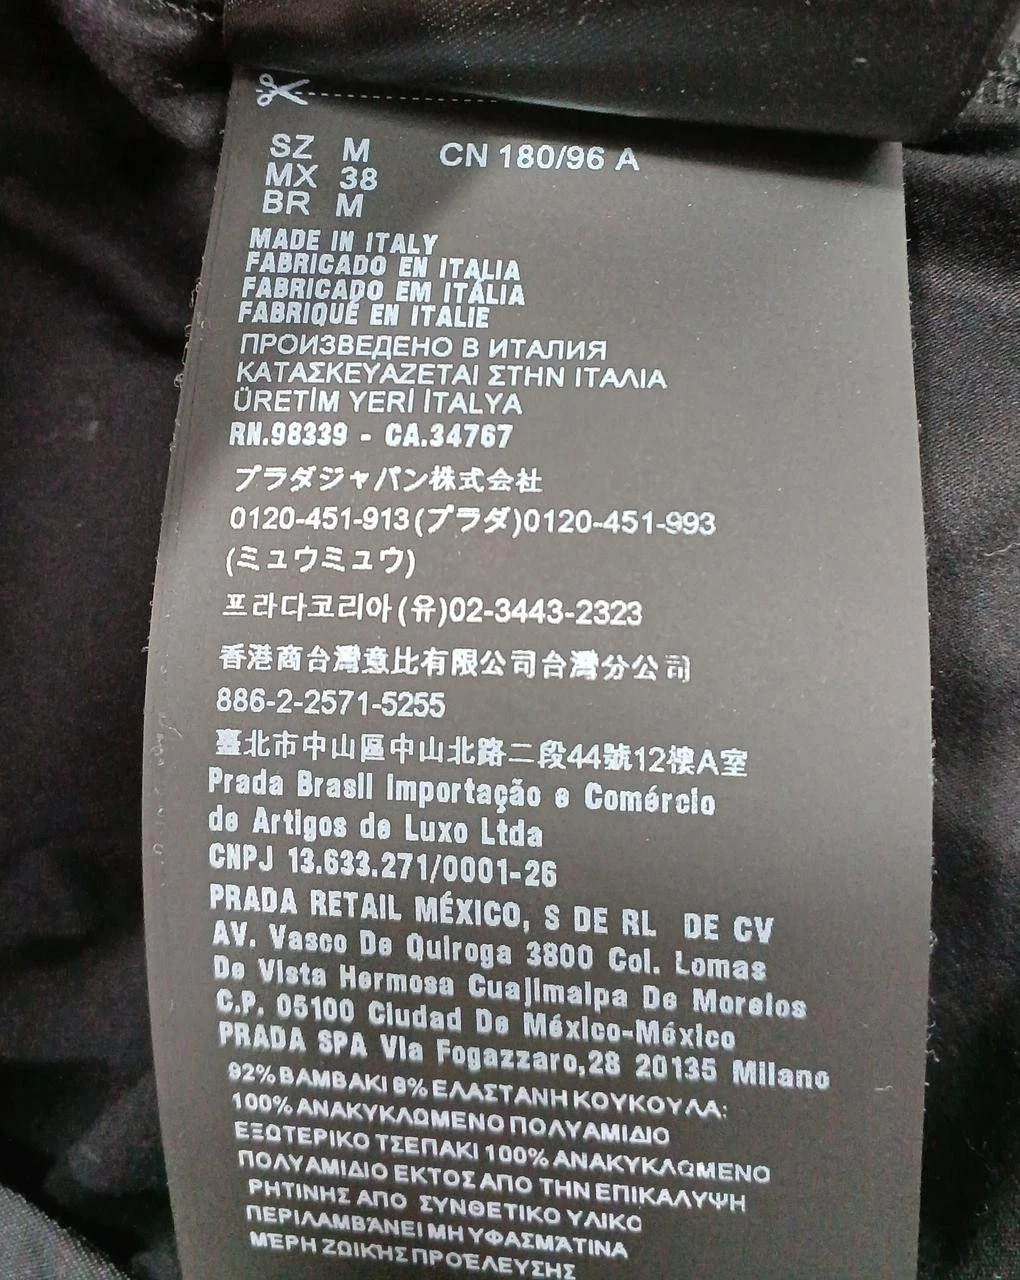 SZ M CN 180/96 A
MX 38
BR M
MADE IN ITALY
FABRICADO EN ITALIA
FABRICADO EM ITÁLIA
FABRIQUÉ EN ITALIE
ПРОИЗВЕДЕНО В ИТАЛИЯ
ΚΑΤΑΣΚΕΥΑΖΕΤΑΙ ΣΤΗΝ ΙΤΑΛΙΑ
ÜRETİM YERİ İTALYA
RN.98339 - CA.34767
プラダジャパン株式会社
0120-451-913(プラダ)0120-451-993
(ミュウミュウ)
프라다코리아(유)02-3443-2323
香港商台灣意比有限公司台灣分公司
886-2-2571-5255
臺北市中山區中山北路二段44號12樓A室
Prada Brasil Importação e Comércio
de Artigos de Luxo Ltda
CNPJ 13.633.271/0001-26
PRADA RETAIL MÉXICO, S DE RL DE CV
AV. Vasco De Quiroga 3800 Col. Lomas
De Vista Hermosa Cuajimalpa De Morelos
C.P. 05100 Ciudad De México-México
PRADA SPA Via Fogazzaro,28 20135 Milano
92% ΒΑΜΒΑΚΙ 8% ΕΛΑΣΤΑΝΗ ΚΟΥΚΟΥΛΑ:
100% ΑΝΑΚΥΚΛΩΜΕΝΟ ΠΟΛΥΑΜΙΔΙΟ
ΕΞΩΤΕΡΙΚΟ ΤΣΕΠΑΚΙ 100% ΑΝΑΚΥΚΛΩΜΕΝΟ
ΠΟΛΥΑΜΙΔΙΟ ΕΚΤΟΣ ΑΠΟ ΤΗΝ ΕΠΙΚΑΛΥΨΗ
ΡΗΤΙΝΗΣ ΑΠΟ ΣΥΝΘΕΤΙΚΟ ΥΛΙΚΟ
ΠΕΡΙΛΑΜΒΆΝΕΙ ΜΗ ΥΦΑΣΜΆΤΙΝΑ
ΜΈΡΗ ΖΩΙΚΉΣ ΠΡΟΈΛΕΥΣΗΣ